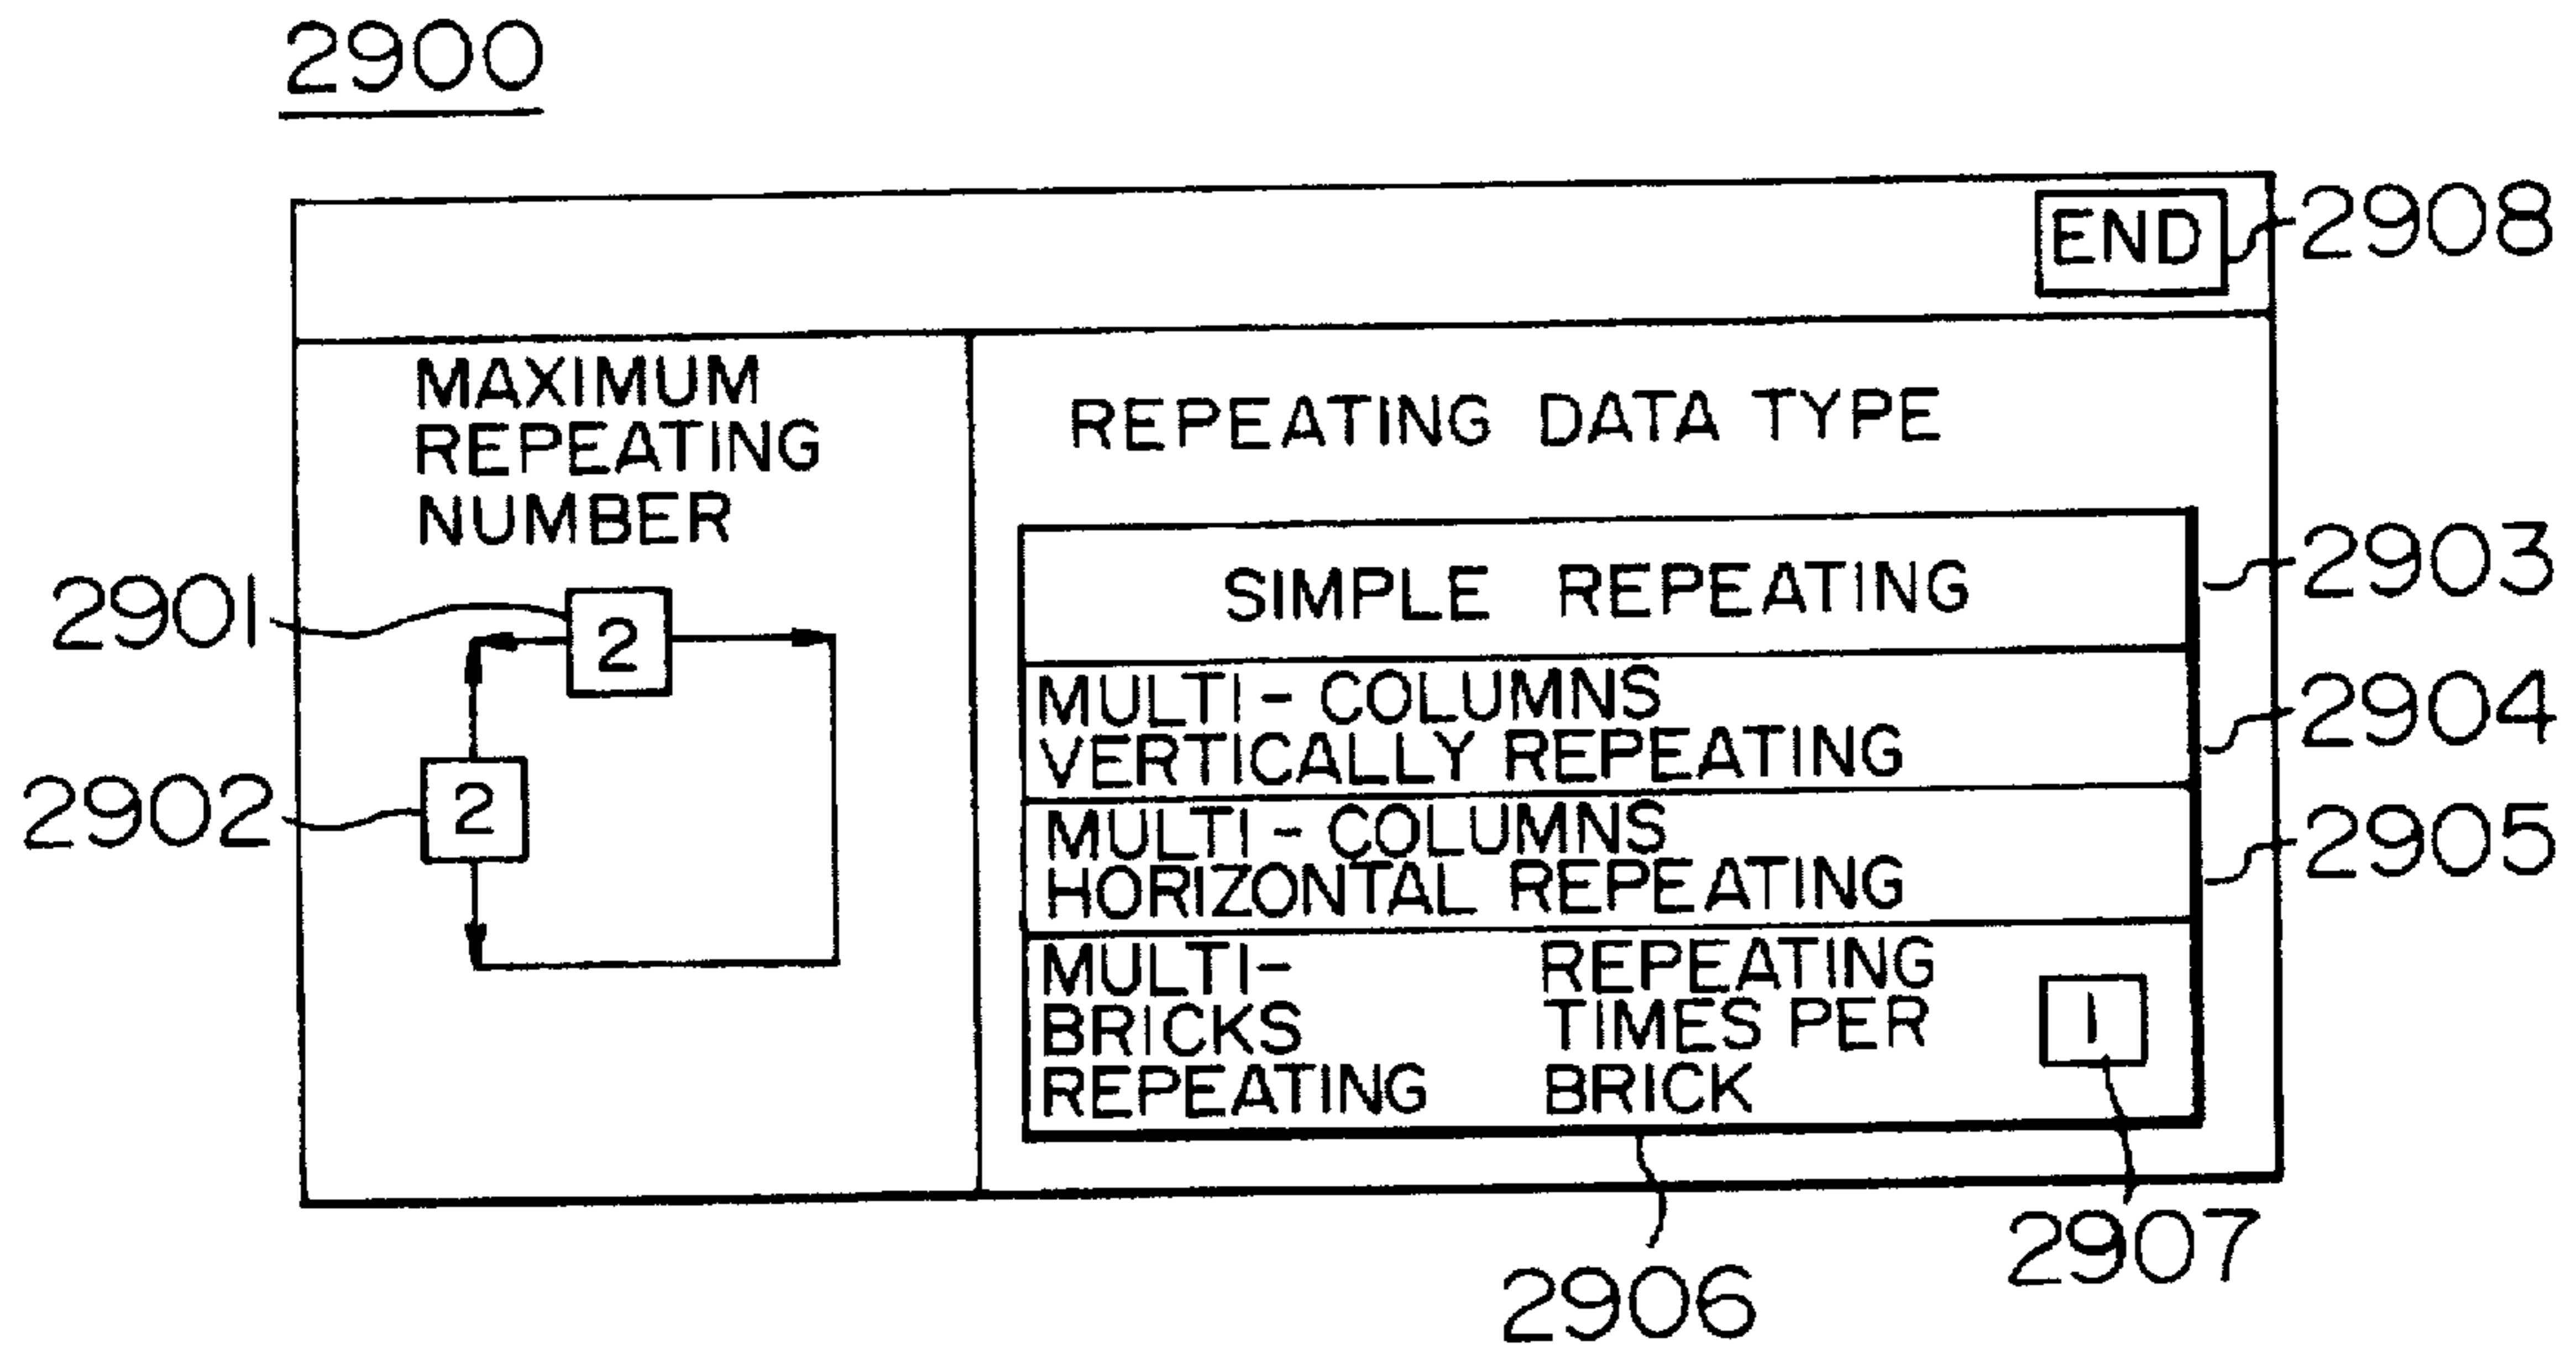 2900
END
2908
MAXIMUM
REPEATING
NUMBER
2901
2
2902
2
REPEATING DATA TYPE
SIMPLE REPEATING
2903
MULTI-COLUMNS
VERTICALLY REPEATING
2904
MULTI-COLUMNS
HORIZONTAL REPEATING
2905
MULTI-
BRICKS
REPEATING
REPEATING
TIMES PER
BRICK
1
2906
2907